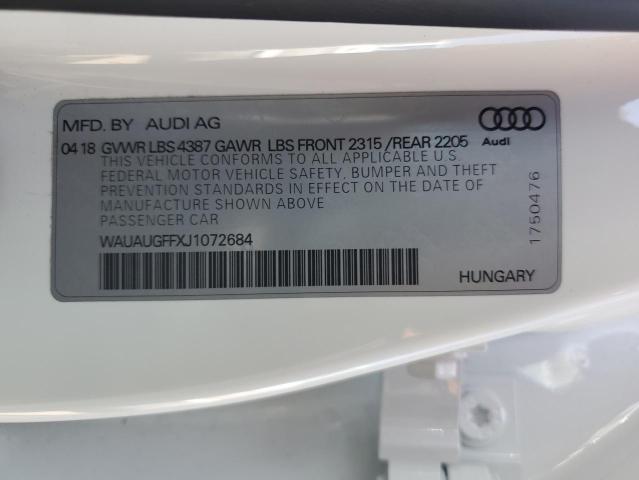 MFD. BY AUDI AG
04 18 GVWR LBS 4387 GAWR LBS FRONT 2315 / REAR 2205
Audi
THIS VEHICLE CONFORMS TO ALL APPLICABLE U.S.
FEDERAL MOTOR VEHICLE SAFETY, BUMPER AND THEFT
PREVENTION STANDARDS IN EFFECT ON THE DATE OF
MANUFACTURE SHOWN ABOVE
PASSENGER CAR
WAUAUGFFXJ1072684
HUNGARY
1750476